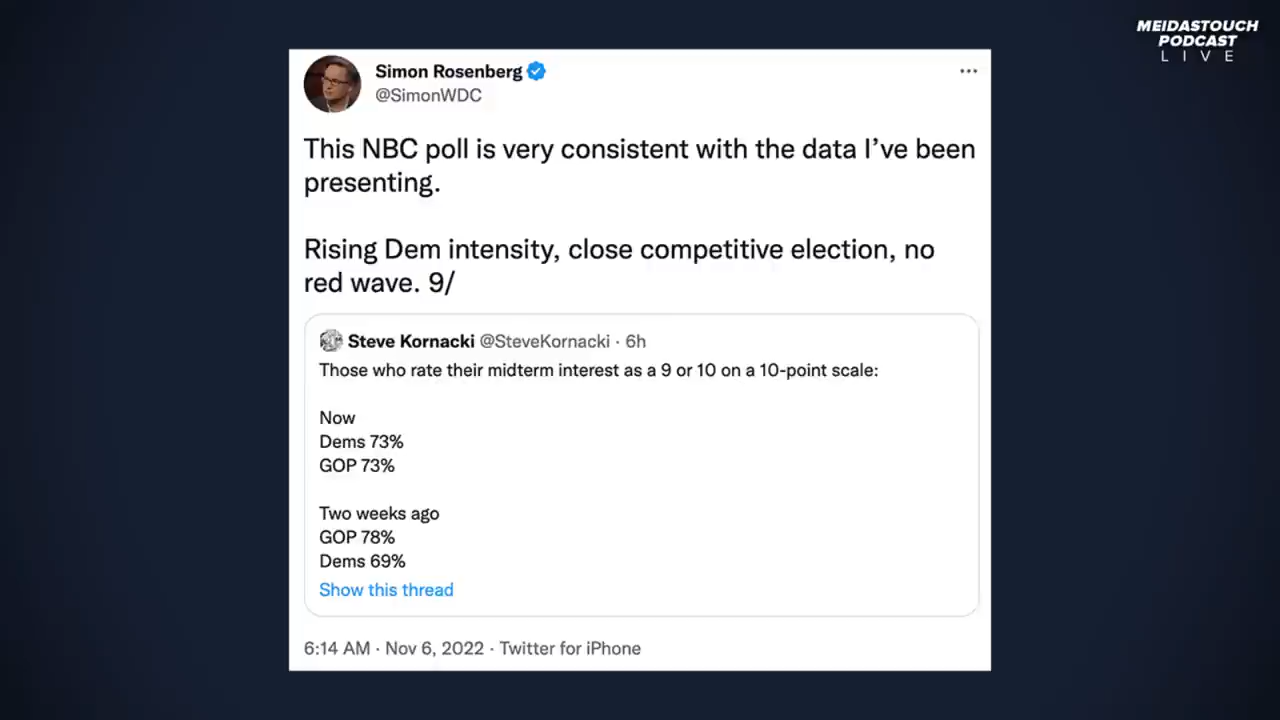 MEIDASTOUCH
PODCAST
LIVE
Simon Rosenberg
@SimonWDC
This NBC poll is very consistent with the data I’ve been
presenting.
Rising Dem intensity, close competitive election, no
red wave. 9/
Steve Kornacki @SteveKornacki · 6h
Those who rate their midterm interest as a 9 or 10 on a 10-point scale:
Now
Dems 73%
GOP 73%
Two weeks ago
GOP 78%
Dems 69%
Show this thread
6:14 AM · Nov 6, 2022 · Twitter for iPhone